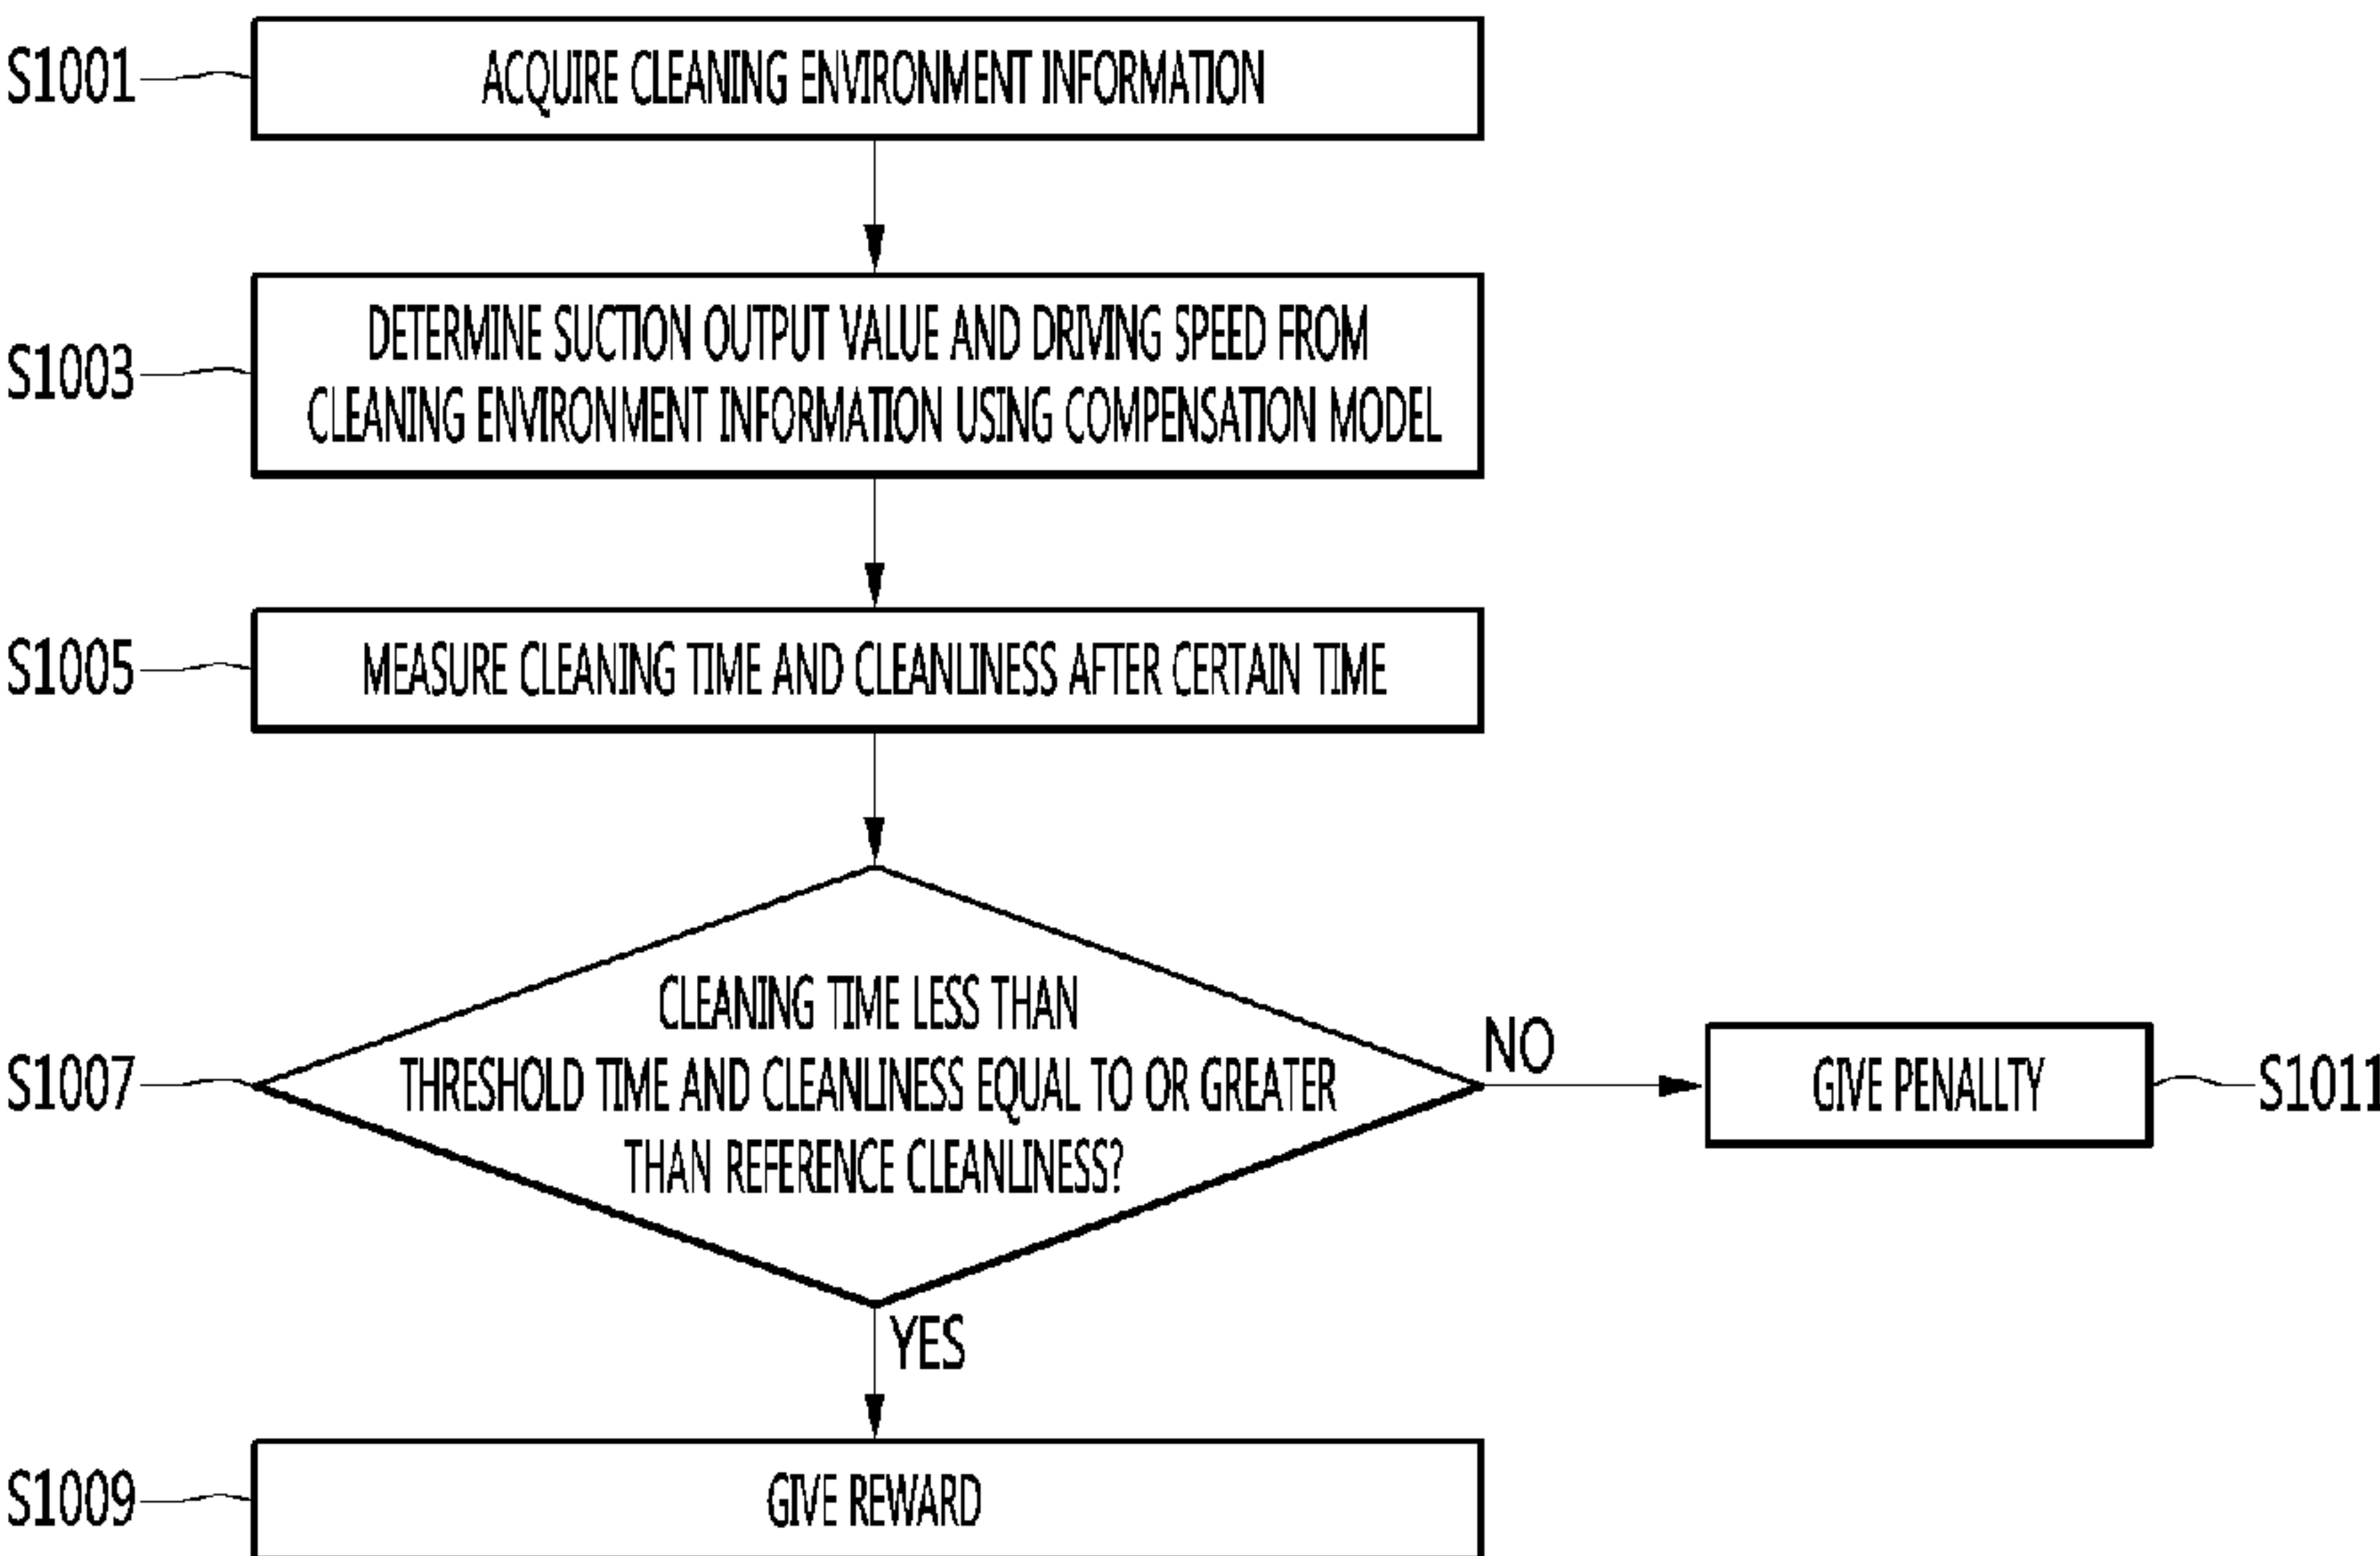 S1001
ACQUIRE CLEANING ENVIRONMENT INFORMATION
S1003
DETERMINE SUCTION OUTPUT VALUE AND DRIVING SPEED FROM
CLEANING ENVIRONMENT INFORMATION USING COMPENSATION MODEL
S1005
MEASURE CLEANING TIME AND CLEANLINESS AFTER CERTAIN TIME
S1007
CLEANING TIME LESS THAN
THRESHOLD TIME AND CLEANLINESS EQUAL TO OR GREATER
THAN REFERENCE CLEANLINESS?
NO
GIVE PENALLTY
S1011
YES
S1009
GIVE REWARD